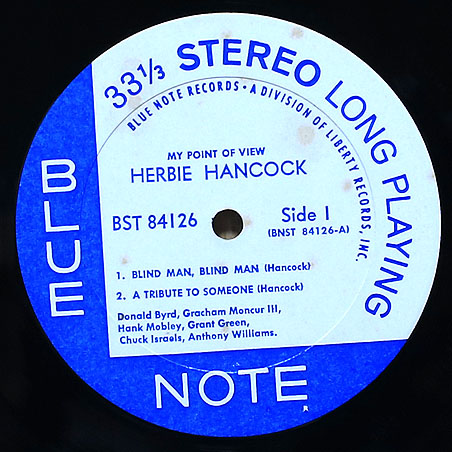 33⅓ STEREO LONG PLAYING
BLUE NOTE RECORDS • A DIVISION OF LIBERTY RECORDS, INC.
MY POINT OF VIEW
HERBIE HANCOCK
BST 84126
Side 1
(BNST 84126-A)
1. BLIND MAN, BLIND MAN (Hancock)
2. A TRIBUTE TO SOMEONE (Hancock)
Donald Byrd, Gracham Moncur III,
Hank Mobley, Grant Green,
Chuck Israels, Anthony Williams.
BLUE
NOTE
R